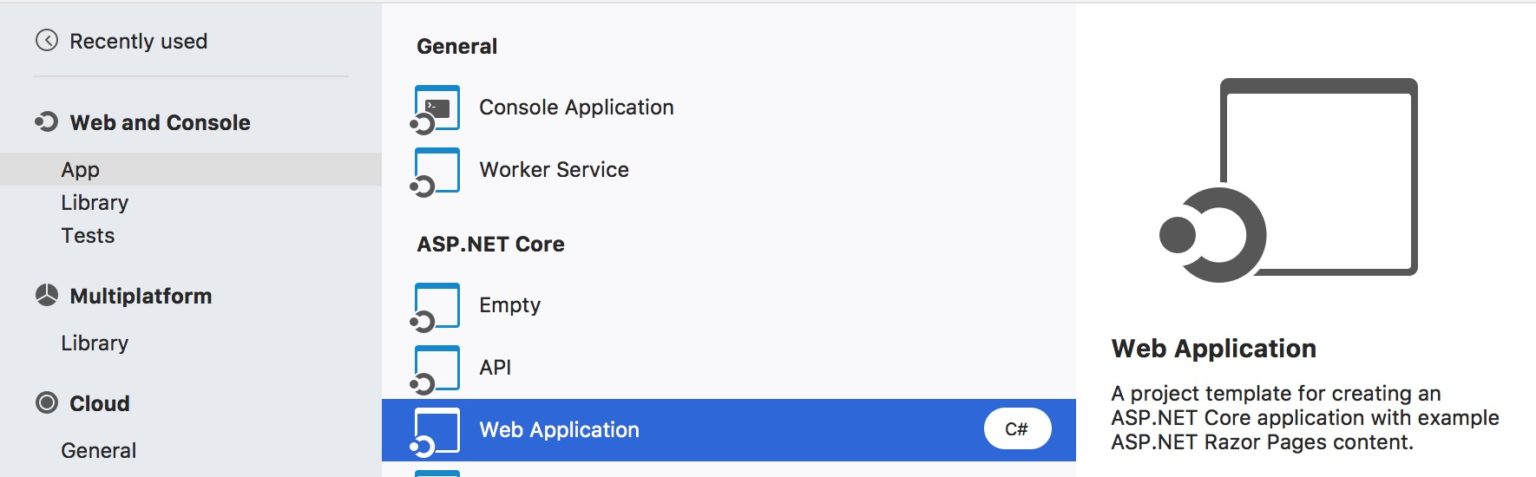 Recently used
Web and Console
App
Library
Tests
Multiplatform
Library
Cloud
General
General
Console Application
Worker Service
ASP.NET Core
Empty
API
Web Application
C#
Web Application
A project template for creating an
ASP.NET Core application with example
ASP.NET Razor Pages content.